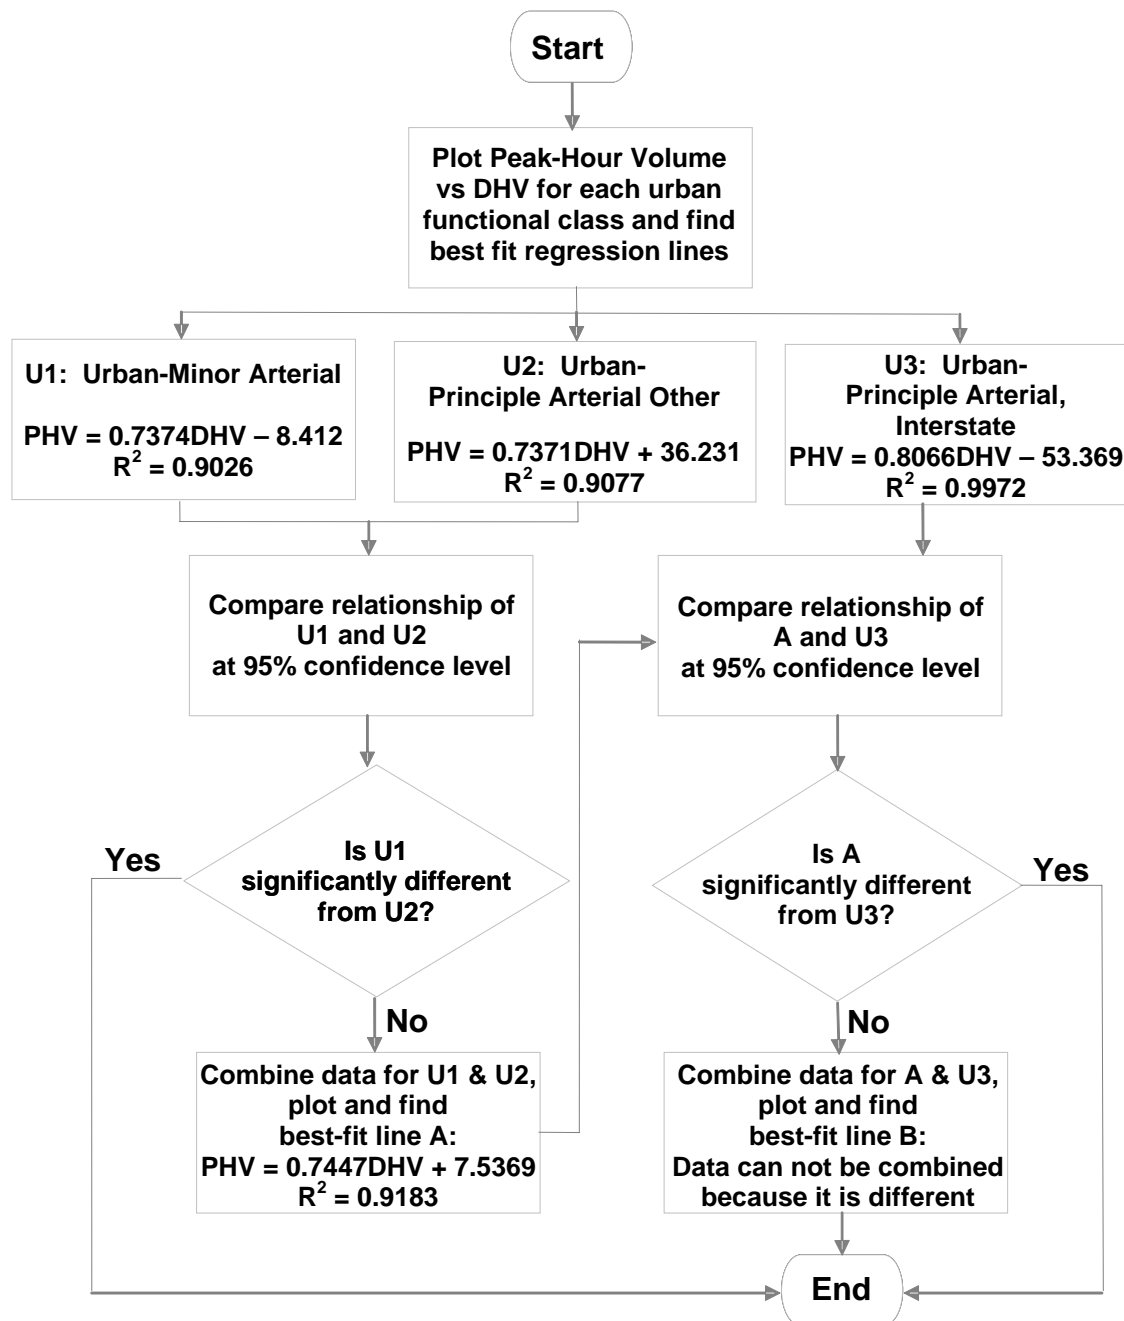 Start
Plot Peak-Hour Volume
vs DHV for each urban
functional class and find
best fit regression lines
U1: Urban-Minor Arterial
PHV = 0.7374DHV – 8.412
R² = 0.9026
U2: Urban-
Principle Arterial Other
PHV = 0.7371DHV + 36.231
R² = 0.9077
U3: Urban-
Principle Arterial,
Interstate
PHV = 0.8066DHV – 53.369
R² = 0.9972
Compare relationship of
U1 and U2
at 95% confidence level
Compare relationship of
A and U3
at 95% confidence level
Yes
Is U1
significantly different
from U2?
Is A
significantly different
from U3?
Yes
No
No
Combine data for U1 & U2,
plot and find
best-fit line A:
PHV = 0.7447DHV + 7.5369
R² = 0.9183
Combine data for A & U3,
plot and find
best-fit line B:
Data can not be combined
because it is different
End